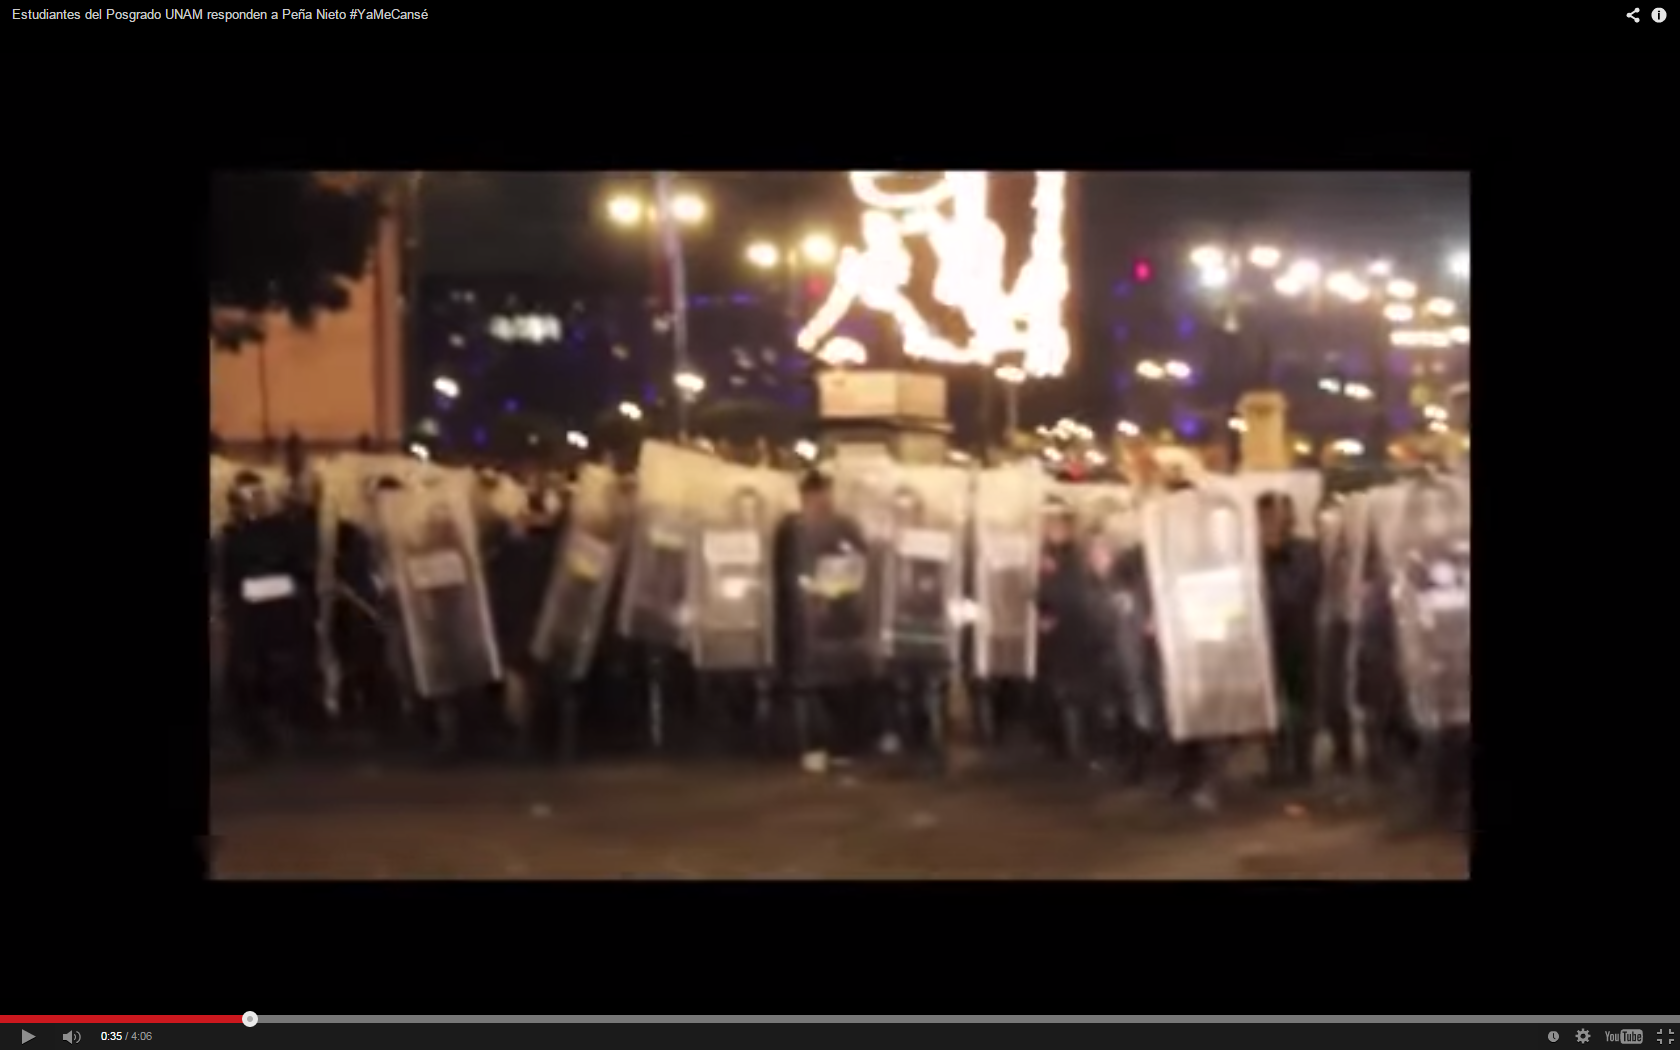 Estudiantes del Posgrado UNAM responden a Peña Nieto #YaMeCansé
0:35 / 4:06
YouTube